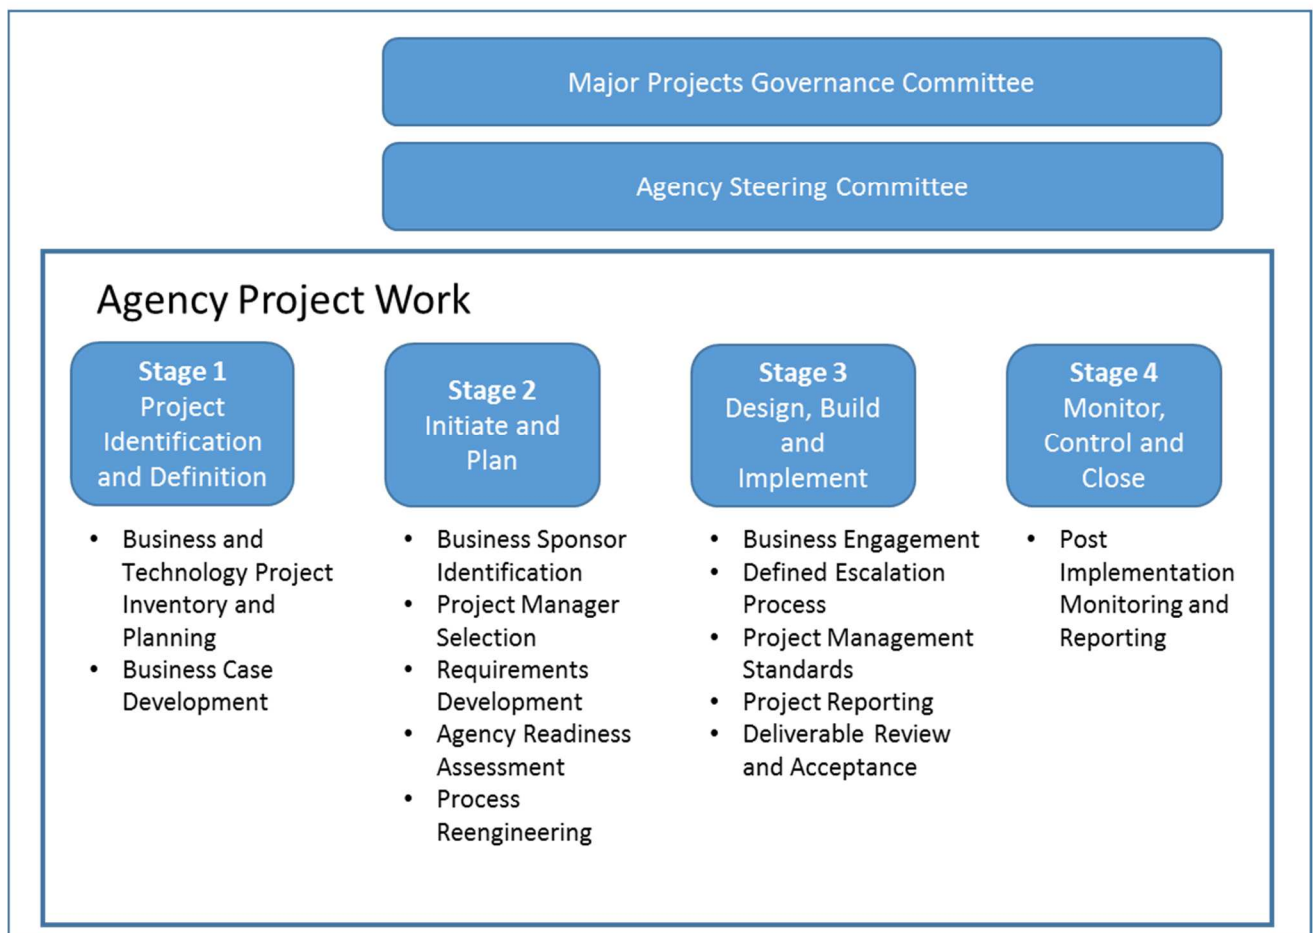 Major Projects Governance Committee
Agency Steering Committee
Agency Project Work
Stage 1
Project
Identification
and Definition
• Business and
Technology Project
Inventory and
Planning
• Business Case
Development
Stage 2
Initiate and
Plan
• Business Sponsor
Identification
• Project Manager
Selection
• Requirements
Development
• Agency Readiness
Assessment
• Process
Reengineering
Stage 3
Design, Build
and
Implement
• Business Engagement
• Defined Escalation
Process
• Project Management
Standards
• Project Reporting
• Deliverable Review
and Acceptance
Stage 4
Monitor,
Control and
Close
• Post
Implementation
Monitoring and
Reporting